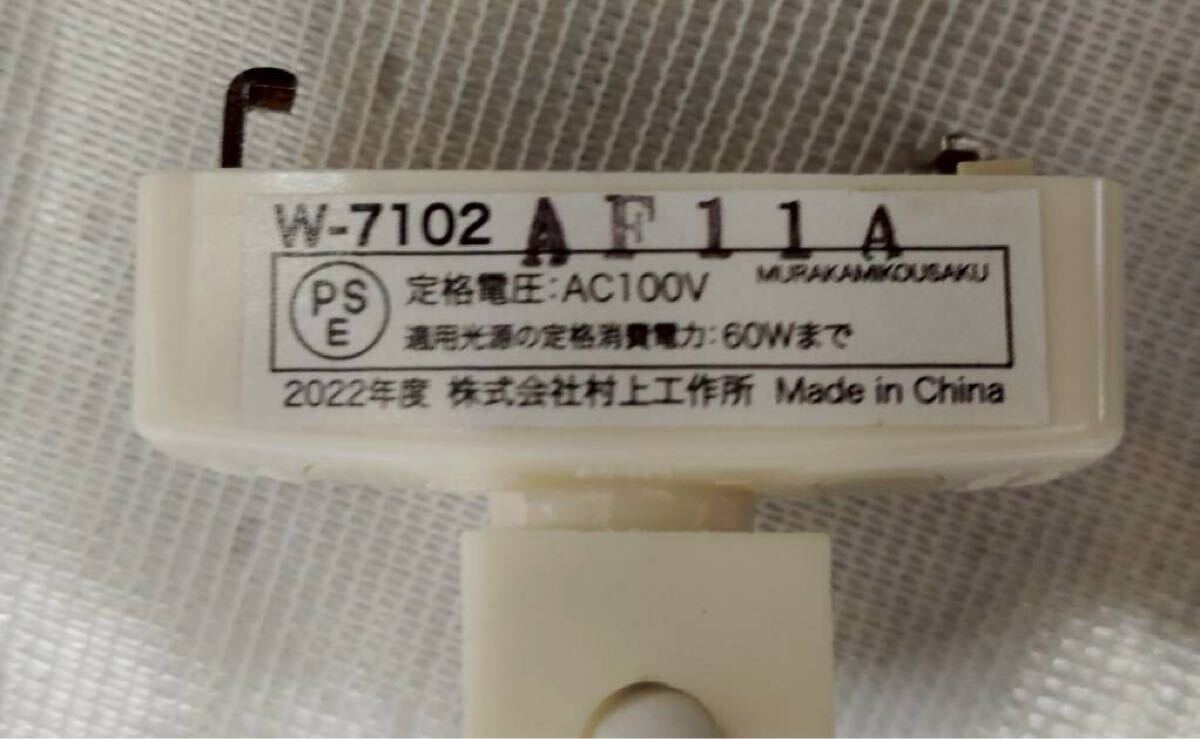 W-7102 AF11A
PSE 定格電圧:AC100V MURAKAMIKOUSAKU
適用光源の定格消費電力:60Wまで
2022年度 株式会社村上工作所 Made in China